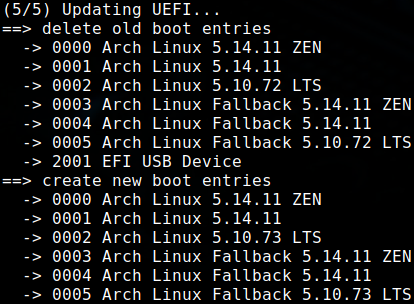 (5/5) Updating UEFI...
==> delete old boot entries
  -> 0000 Arch Linux 5.14.11 ZEN
  -> 0001 Arch Linux 5.14.11
  -> 0002 Arch Linux 5.10.72 LTS
  -> 0003 Arch Linux Fallback 5.14.11 ZEN
  -> 0004 Arch Linux Fallback 5.14.11
  -> 0005 Arch Linux Fallback 5.10.72 LTS
  -> 2001 EFI USB Device
==> create new boot entries
  -> 0000 Arch Linux 5.14.11 ZEN
  -> 0001 Arch Linux 5.14.11
  -> 0002 Arch Linux 5.10.73 LTS
  -> 0003 Arch Linux Fallback 5.14.11 ZEN
  -> 0004 Arch Linux Fallback 5.14.11
  -> 0005 Arch Linux Fallback 5.10.73 LTS